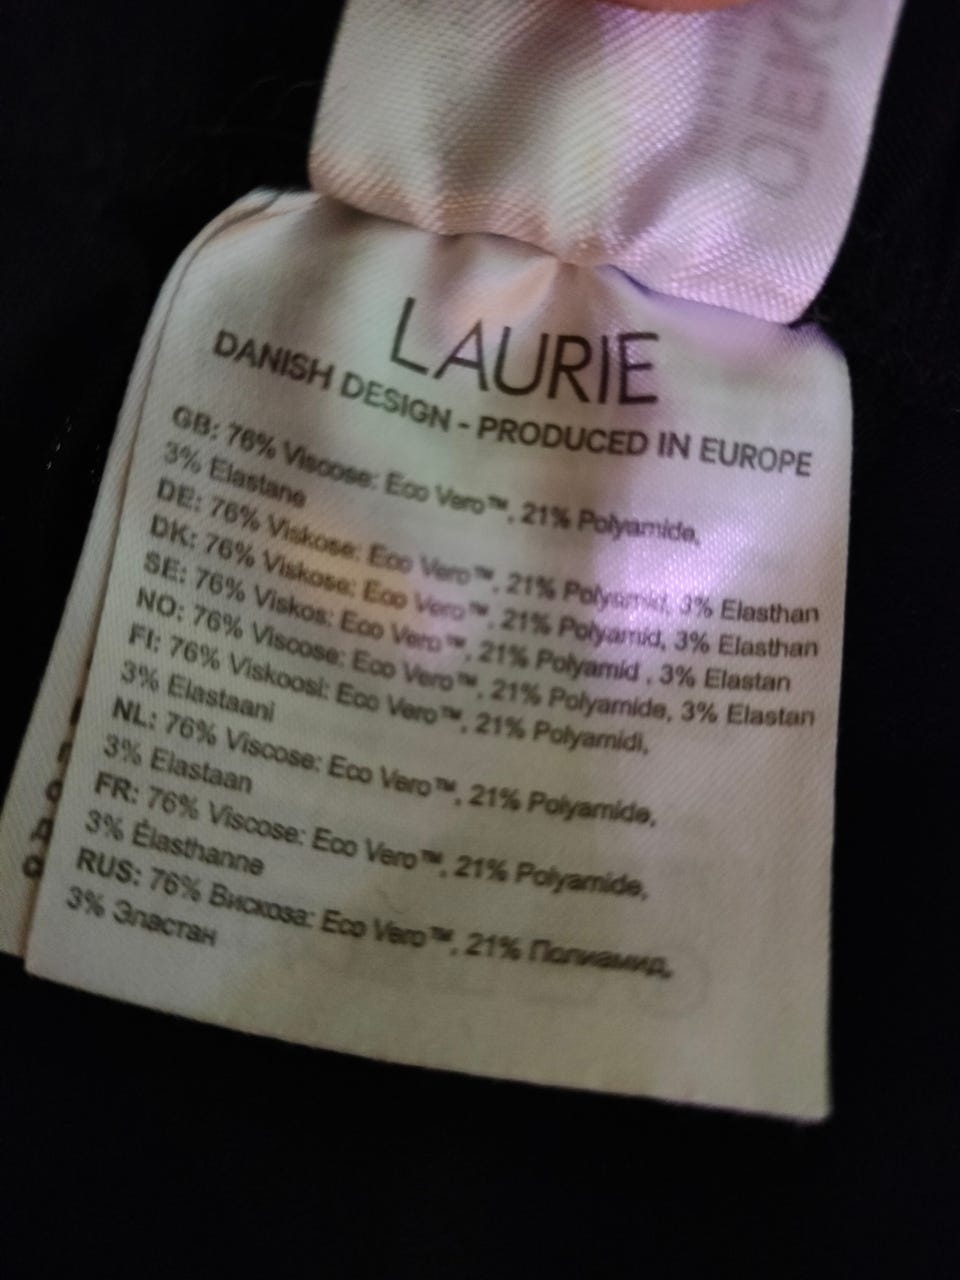 OEKO
LAURIE
DANISH DESIGN - PRODUCED IN EUROPE
GB: 76% Viscose: Eco Vero™, 21% Polyamide,
3% Elastane
DE: 76% Viskose: Eco Vero™, 21% Polyamid, 3% Elasthan
DK: 76% Viskose: Eco Vero™, 21% Polyamid, 3% Elasthan
SE: 76% Viskos: Eco Vero™, 21% Polyamid , 3% Elastan
NO: 76% Viscose: Eco Vero™, 21% Polyamide, 3% Elastan
FI: 76% Viskoosi: Eco Vero™, 21% Polyamidi,
3% Elastaani
NL: 76% Viscose: Eco Vero™, 21% Polyamide,
3% Elastaan
FR: 76% Viscose: Eco Vero™, 21% Polyamide,
3% Élasthanne
RUS: 76% Вискоза: Eco Vero™, 21% Полиамид,
3% Эластан